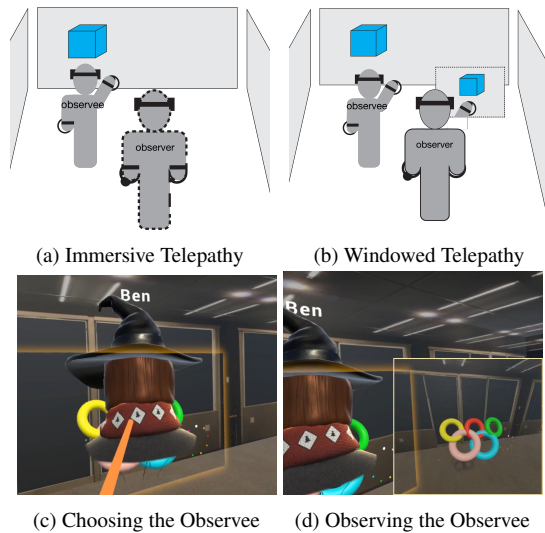 observee
observer
observee
observer
(a) Immersive Telepathy
(b) Windowed Telepathy
Ben
Ben
(c) Choosing the Observee
(d) Observing the Observee